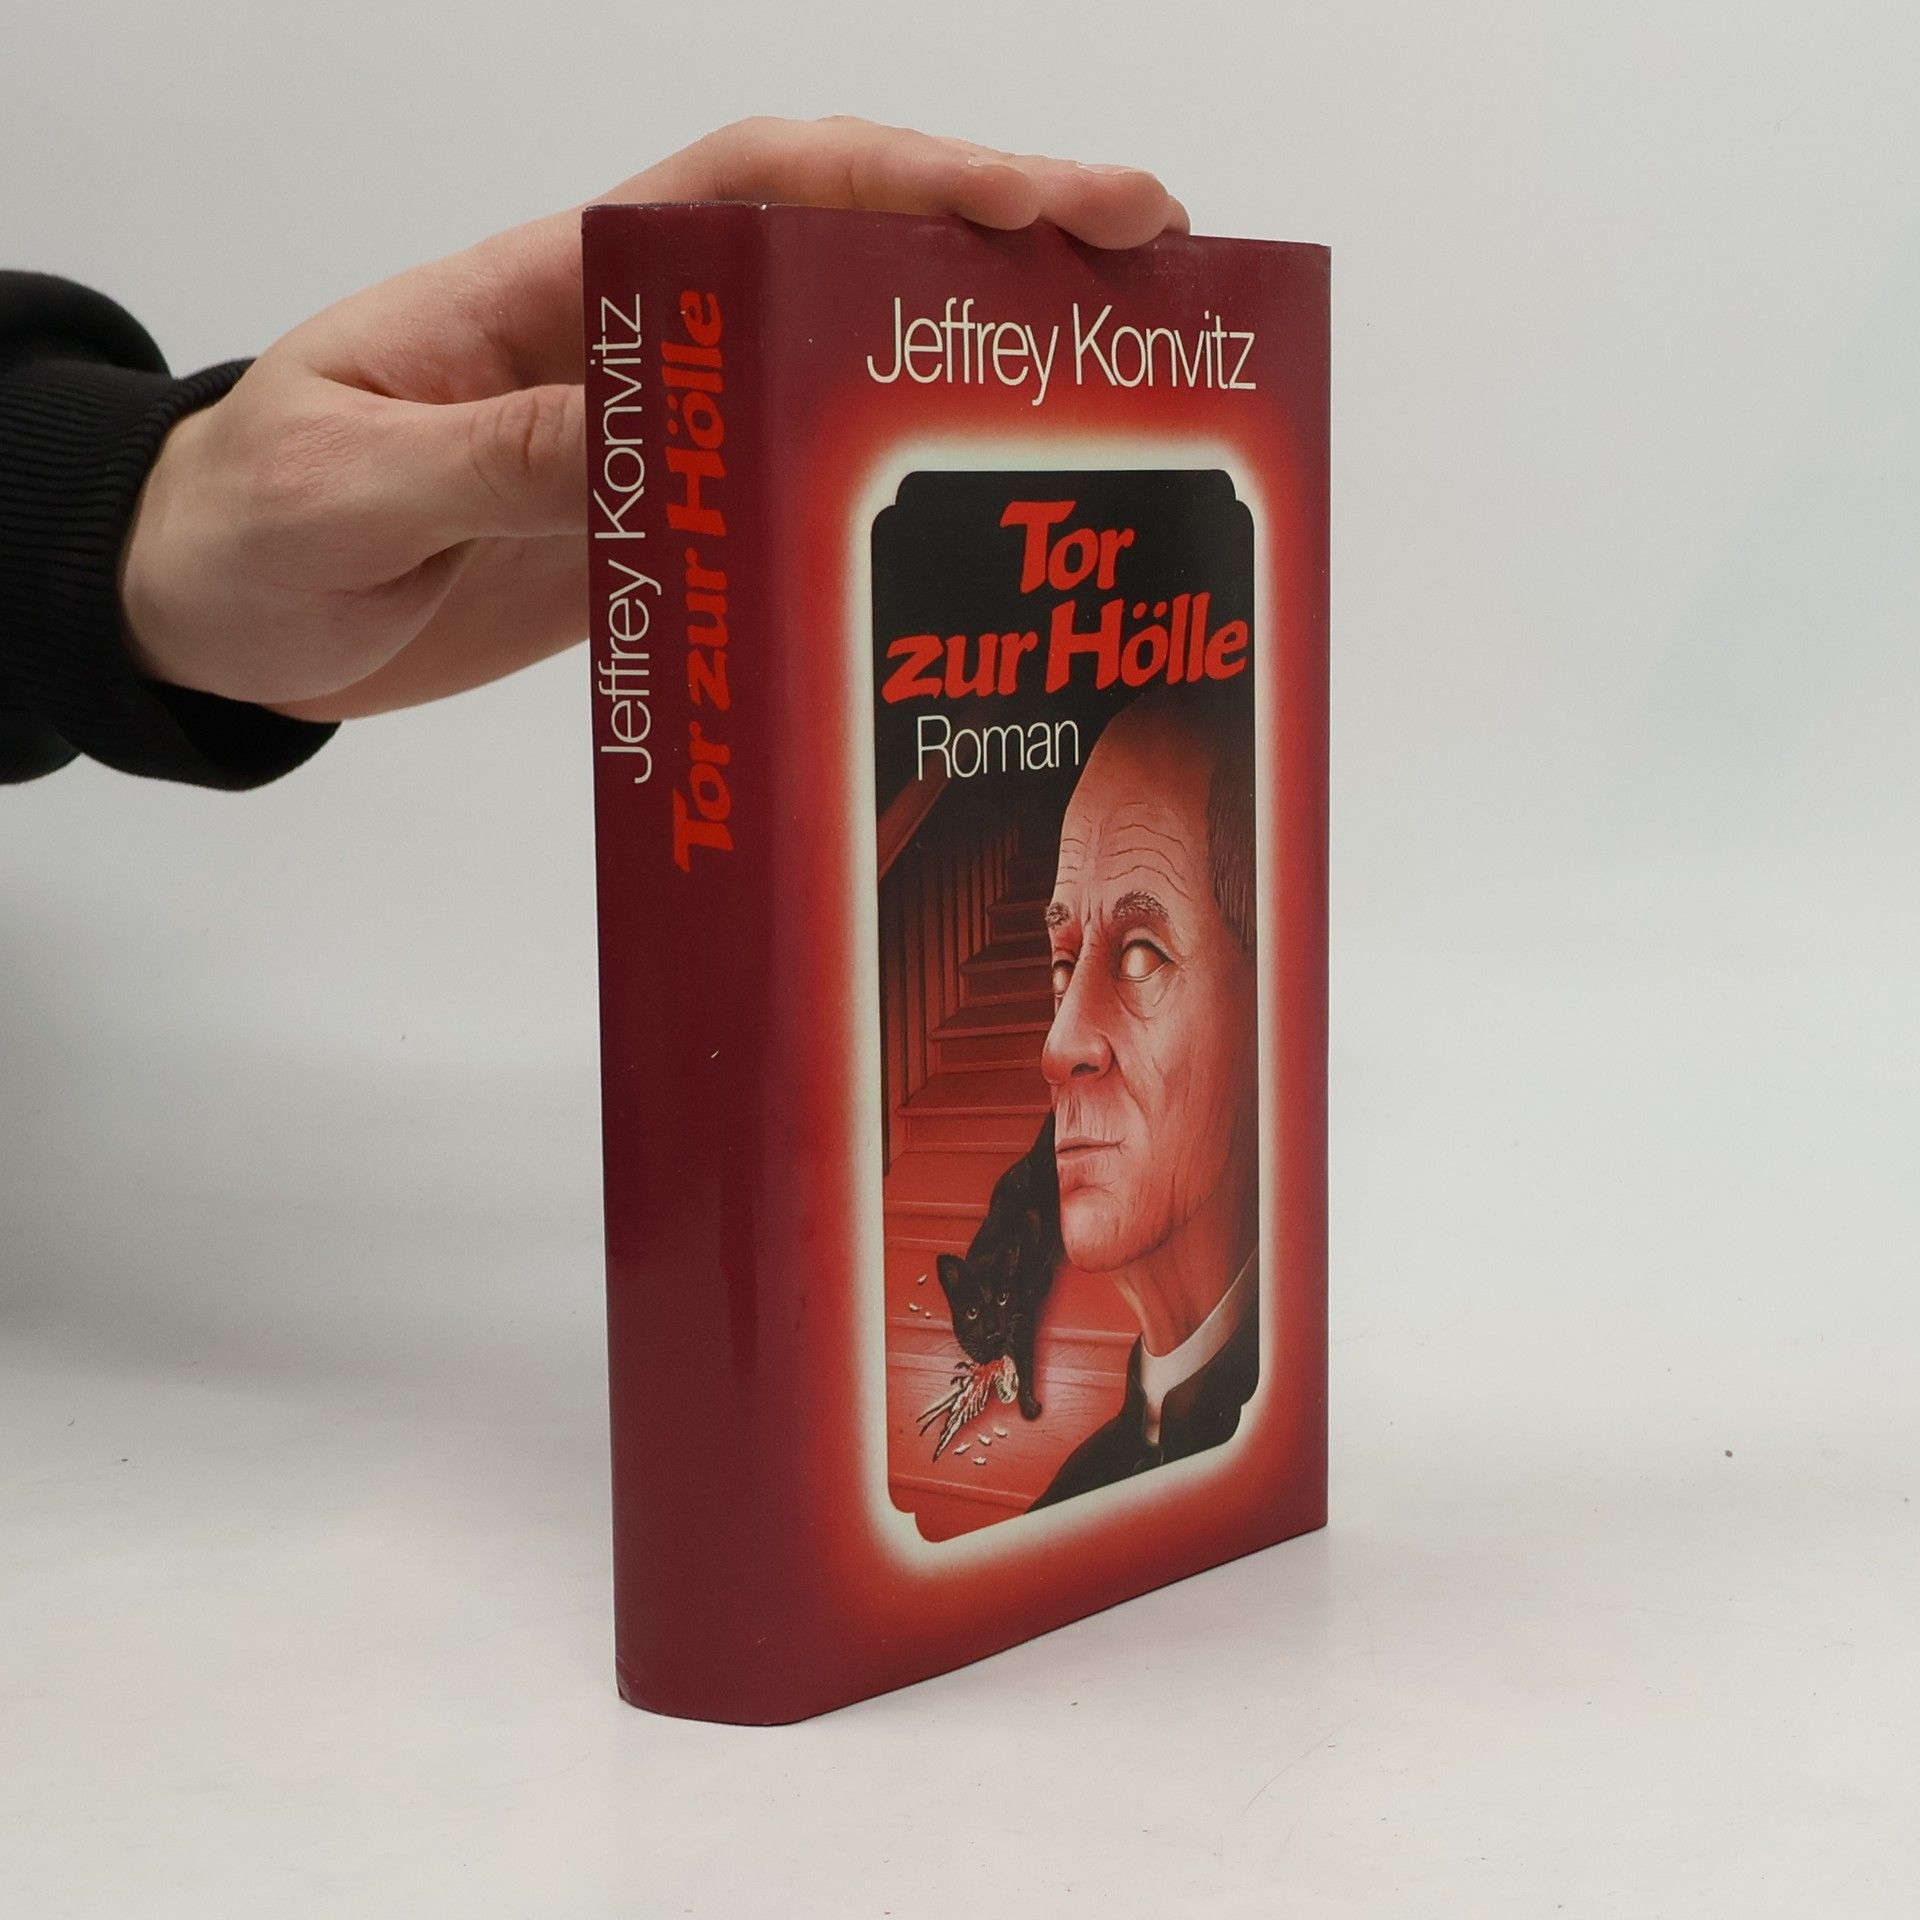 Jeffrey Konvitz
Tor zur Hölle
Jeffrey Konvitz
Tor
zur Hölle
Roman